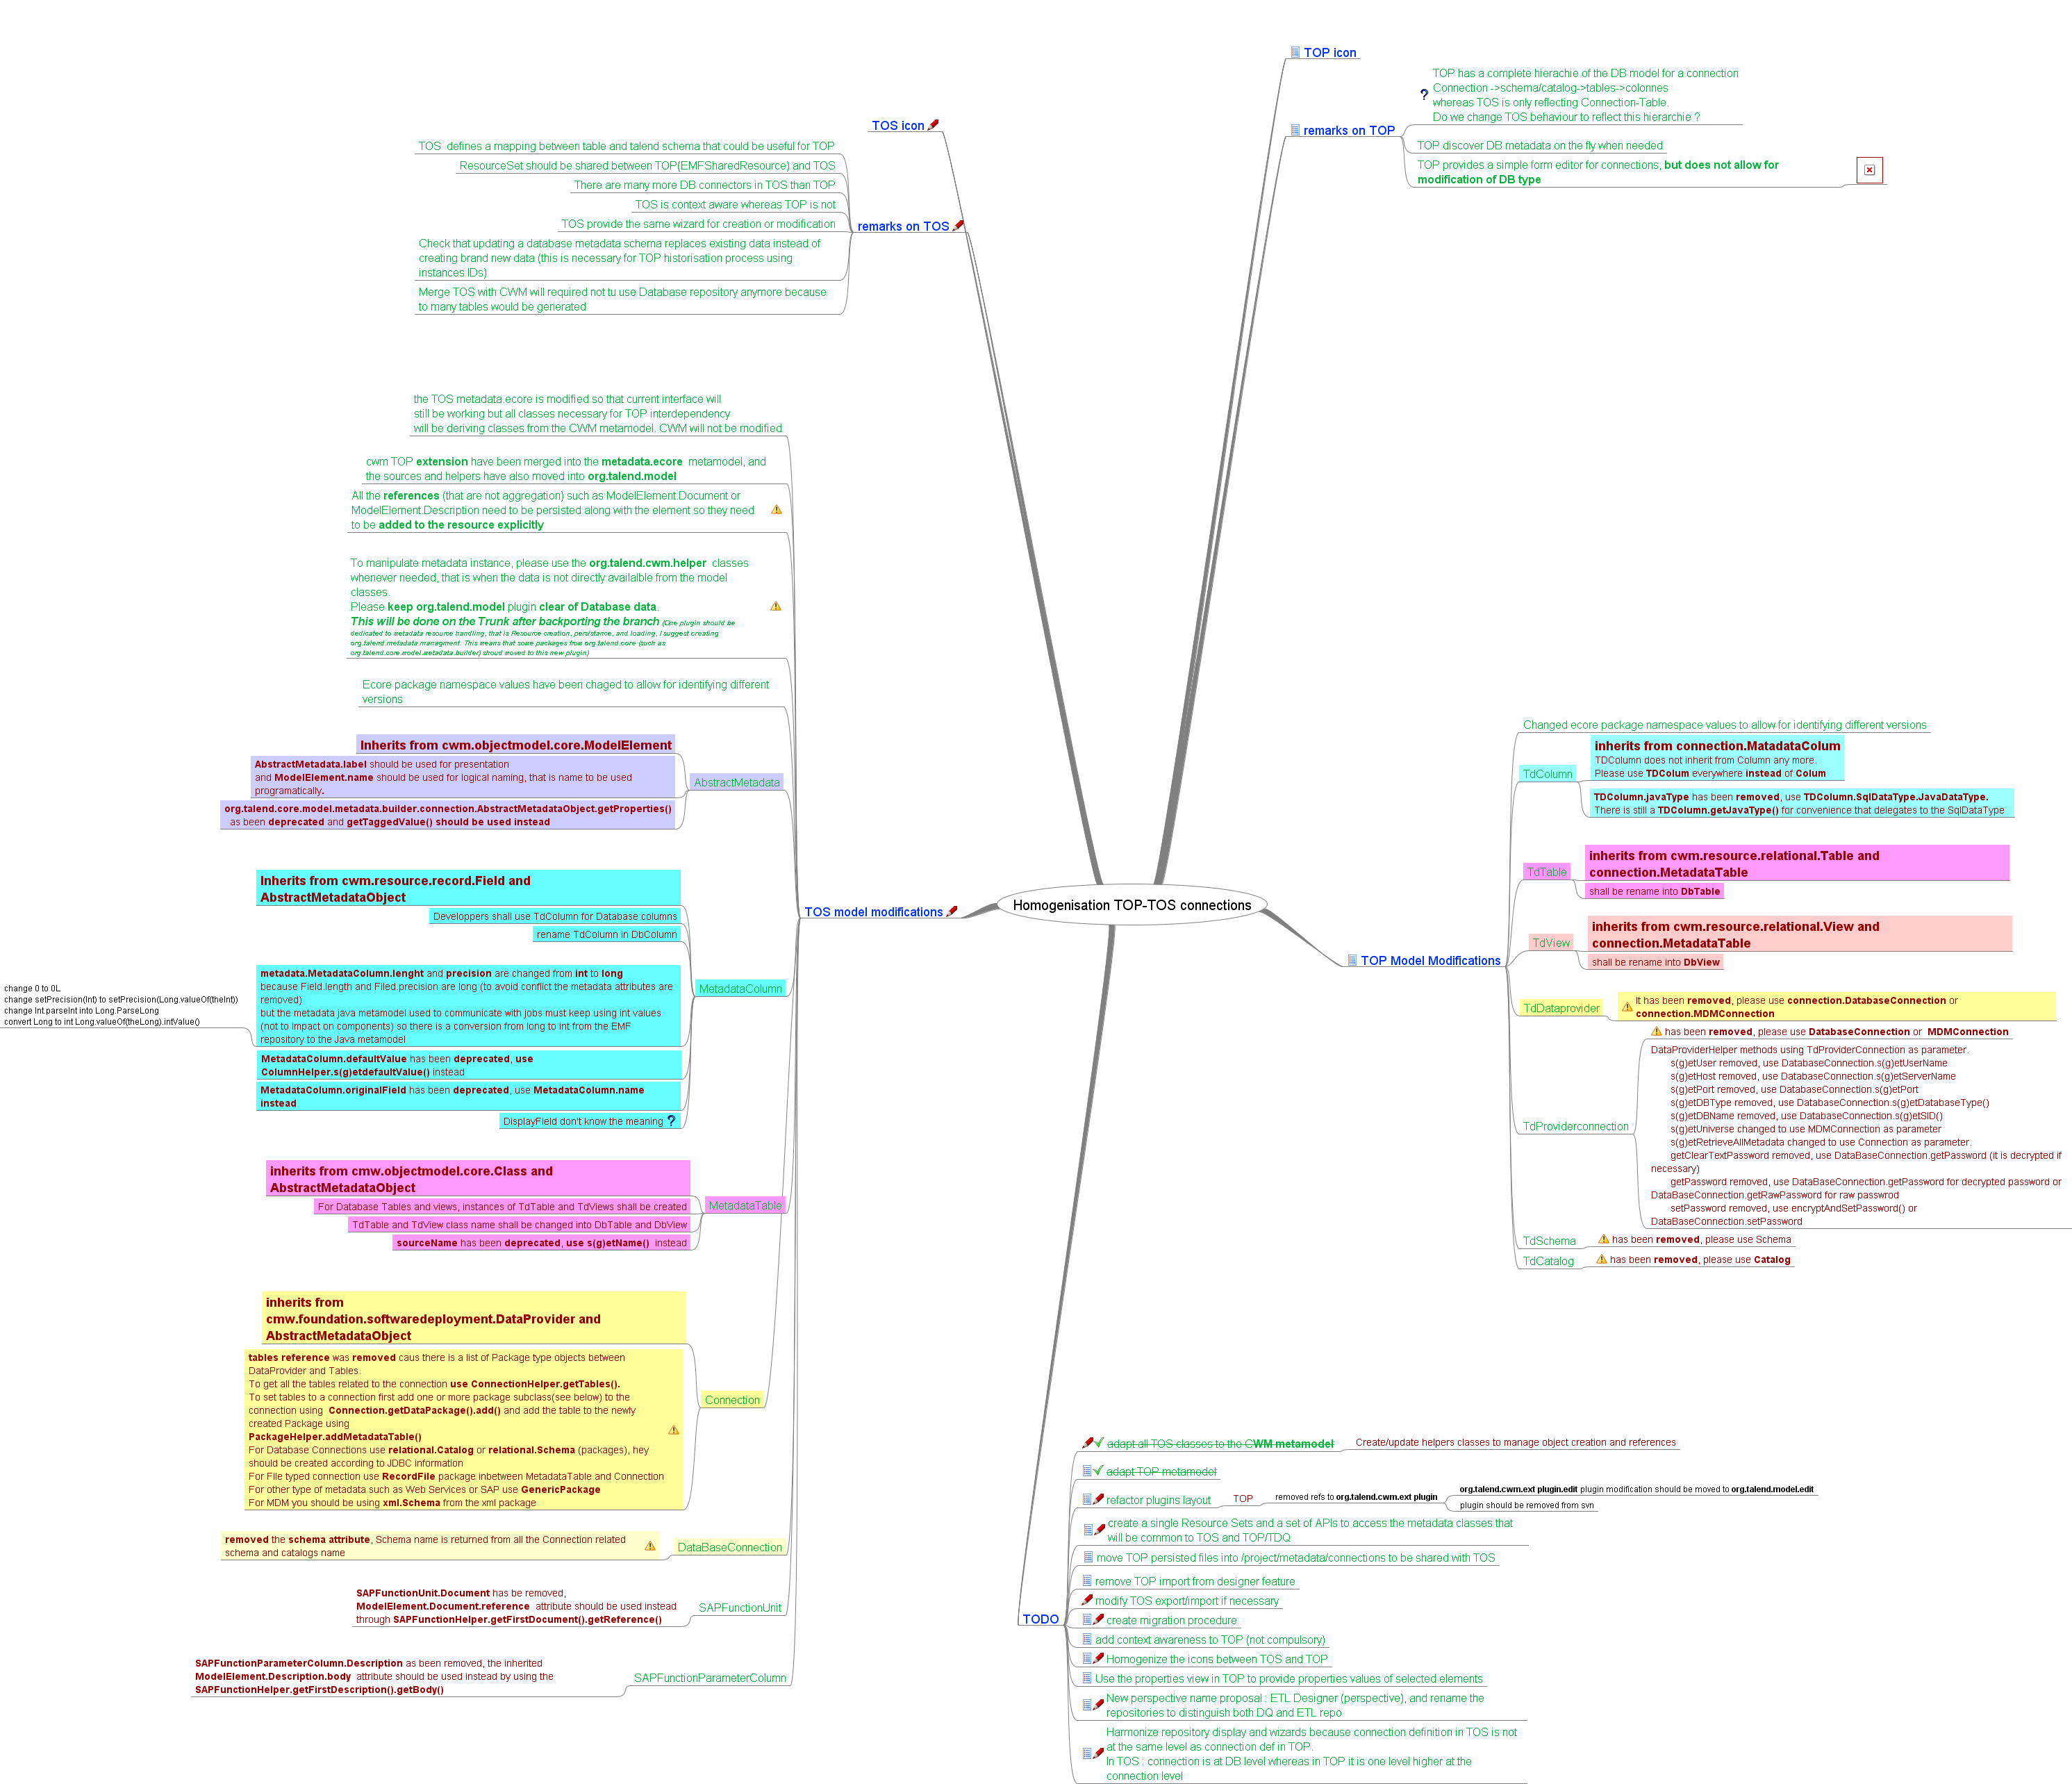 TOP icon
TOP has a complete hierachie of the DB model for a connection
Connection ->schema/catalog->tables->colonnes
whereas TOS is only reflecting Connection-Table.
Do we change TOS behaviour to reflect this hierarchie ?
remarks on TOP
TOP discover DB metadata on the fly when needed
TOP provides a simple form editor for connections, but does not allow for
modification of DB type
TOS icon
TOS defines a mapping between table and talend schema that could be useful for TOP
ResourceSet should be shared between TOP(EMFSharedResource) and TOS
There are many more DB connectors in TOS than TOP
TOS is context aware whereas TOP is not
TOS provide the same wizard for creation or modification
remarks on TOS
Check that updating a database metadata schema replaces existing data instead of
creating brand new data (this is necessary for TOP historisation process using
instances IDs)
Merge TOS with CWM will required not tu use Database repository anymore because
to many tables would be generated
the TOS metadata.ecore is modified so that current interface will
still be working but all classes necessary for TOP interdependency
will be deriving classes from the CWM metamodel. CWM will not be modified
cwm TOP extension have been merged into the metadata.ecore metamodel, and
the sources and helpers have also moved into org.talend.model
All the references (that are not aggregation) such as ModelElement.Document or
ModelElement.Description need to be persisted along with the element so they need
to be added to the resource explicitly
To manipulate metadata instance, please use the org.talend.cwm.helper classes
whenever needed, that is when the data is not directly availalble from the model
classes.
Please keep org.talend.model plugin clear of Database data.
This will be done on the Trunk after backporting the branch (One plugin should be
dedicated to metadata resource handling, that is Resource creation, persistance, and loading, I suggest creating
org.talend.metadata.managment. This means that some packages from org.talend.core (such as
org.talend.core.model.metadata.builder) shoud moved to this new plugin)
Ecore package namespace values have been chaged to allow for identifying different
versions
Inherits from cwm.objectmodel.core.ModelElement
AbstractMetadata.label should be used for presentation
and ModelElement.name should be used for logical naming, that is name to be used
programatically.
AbstractMetadata
org.talend.core.model.metadata.builder.connection.AbstractMetadataObject.getProperties()
as been deprecated and getTaggedValue() should be used instead
Inherits from cwm.resource.record.Field and
AbstractMetadataObject
Developpers shall use TdColumn for Database columns
rename TdColumn in DbColumn
metadata.MetadataColumn.lenght and precision are changed from int to long
because Field.length and Filed.precision are long (to avoid conflict the metadata attributes are
removed)
but the metadata java metamodel used to communicate with jobs must keep using int values
(not to impact on components) so there is a conversion from long to int from the EMF
repository to the Java metamodel
MetadataColumn
change 0 to 0L
change setPrecision(Int) to setPrecision(Long.valueOf(theInt))
change Int.parseInt into Long.ParseLong
convert Long to int Long.valueOf(theLong).intValue()
MetadataColumn.defaultValue has been deprecated, use
ColumnHelper.s(g)etdefaultValue() instead
MetadataColumn.originalField has been deprecated, use MetadataColumn.name
instead
DisplayField don't know the meaning
TOS model modifications
Homogenisation TOP-TOS connections
inherits from cmw.objectmodel.core.Class and
AbstractMetadataObject
For Database Tables and views, instances of TdTable and TdViews shall be created
MetadataTable
TdTable and TdView class name shall be changed into DbTable and DbView
sourceName has been deprecated, use s(g)etName() instead
inherits from
cmw.foundation.softwaredeployment.DataProvider and
AbstractMetadataObject
tables reference was removed caus there is a list of Package type objects between
DataProvider and Tables.
To get all the tables related to the connection use ConnectionHelper.getTables().
To set tables to a connection first add one or more package subclass(see below) to the
connection using Connection.getDataPackage().add() and add the table to the newly
created Package using
PackageHelper.addMetadataTable()
For Database Connections use relational.Catalog or relational.Schema (packages), hey
should be created according to JDBC information
For File typed connection use RecordFile package inbetween MetadataTable and Connection
For other type of metadata such as Web Services or SAP use GenericPackage
For MDM you should be using xml.Schema from the xml package
Connection
removed the schema attribute, Schema name is returned from all the Connection related
schema and catalogs name
DataBaseConnection
SAPFunctionUnit.Document has be removed,
ModelElement.Document.reference attribute should be used instead
through SAPFunctionHelper.getFirstDocument().getReference()
SAPFunctionUnit
SAPFunctionParameterColumn.Description as been removed, the inherited
ModelElement.Description.body attribute should be used instead by using the
SAPFunctionHelper.getFirstDescription().getBody()
SAPFunctionParameterColumn
TOP Model Modifications
Changed ecore package namespace values to allow for identifying different versions
TdColumn
inherits from connection.MatadataColum
TDColumn does not inherit from Column any more.
Please use TDColum everywhere instead of Colum
TDColumn.javaType has been removed, use TDColumn.SqlDataType.JavaDataType.
There is still a TDColumn.getJavaType() for convenience that delegates to the SqlDataType
TdTable
inherits from cwm.resource.relational.Table and
connection.MetadataTable
shall be rename into DbTable
TdView
inherits from cwm.resource.relational.View and
connection.MetadataTable
shall be rename into DbView
TdDataprovider
It has been removed, please use connection.DatabaseConnection or
connection.MDMConnection
TdProviderconnection
has been removed, please use DatabaseConnection or MDMConnection
DataProviderHelper methods using TdProviderConnection as parameter.
s(g)etUser removed, use DatabaseConnection.s(g)etUserName
s(g)etHost removed, use DatabaseConnection.s(g)etServerName
s(g)etPort removed, use DatabaseConnection.s(g)etPort
s(g)etDBType removed, use DatabaseConnection.s(g)etDatabaseType()
s(g)etDBName removed, use DatabaseConnection.s(g)etSID()
s(g)etUniverse changed to use MDMConnection as parameter
s(g)etRetrieveAllMetadata changed to use Connection as parameter.
getClearTextPassword removed, use DataBaseConnection.getPassword (it is decrypted if
necessary)
getPassword removed, use DataBaseConnection.getPassword for decrypted password or
DataBaseConnection.getRawPassword for raw passwrod
setPassword removed, use encryptAndSetPassword() or
DataBaseConnection.setPassword
TdSchema
has been removed, please use Schema
TdCatalog
has been removed, please use Catalog
TODO
adapt all TOS classes to the CWM metamodel
Create/update helpers classes to manage object creation and references
adapt TOP metamodel
refactor plugins layout
TOP
removed refs to org.talend.cwm.ext plugin
org.talend.cwm.ext plugin.edit plugin modification should be moved to org.talend.model.edit
plugin should be removed from svn
create a single Resource Sets and a set of APIs to access the metadata classes that
will be common to TOS and TOP/TDQ
move TOP persisted files into /project/metadata/connections to be shared with TOS
remove TOP import from designer feature
modify TOS export/import if necessary
create migration procedure
add context awareness to TOP (not compulsory)
Homogenize the icons between TOS and TOP
Use the properties view in TOP to provide properties values of selected elements
New perspective name proposal : ETL Designer (perspective), and rename the
repositories to distinguish both DQ and ETL repo
Harmonize repository display and wizards because connection definition in TOS is not
at the same level as connection def in TOP.
In TOS : connection is at DB level whereas in TOP it is one level higher at the
connection level